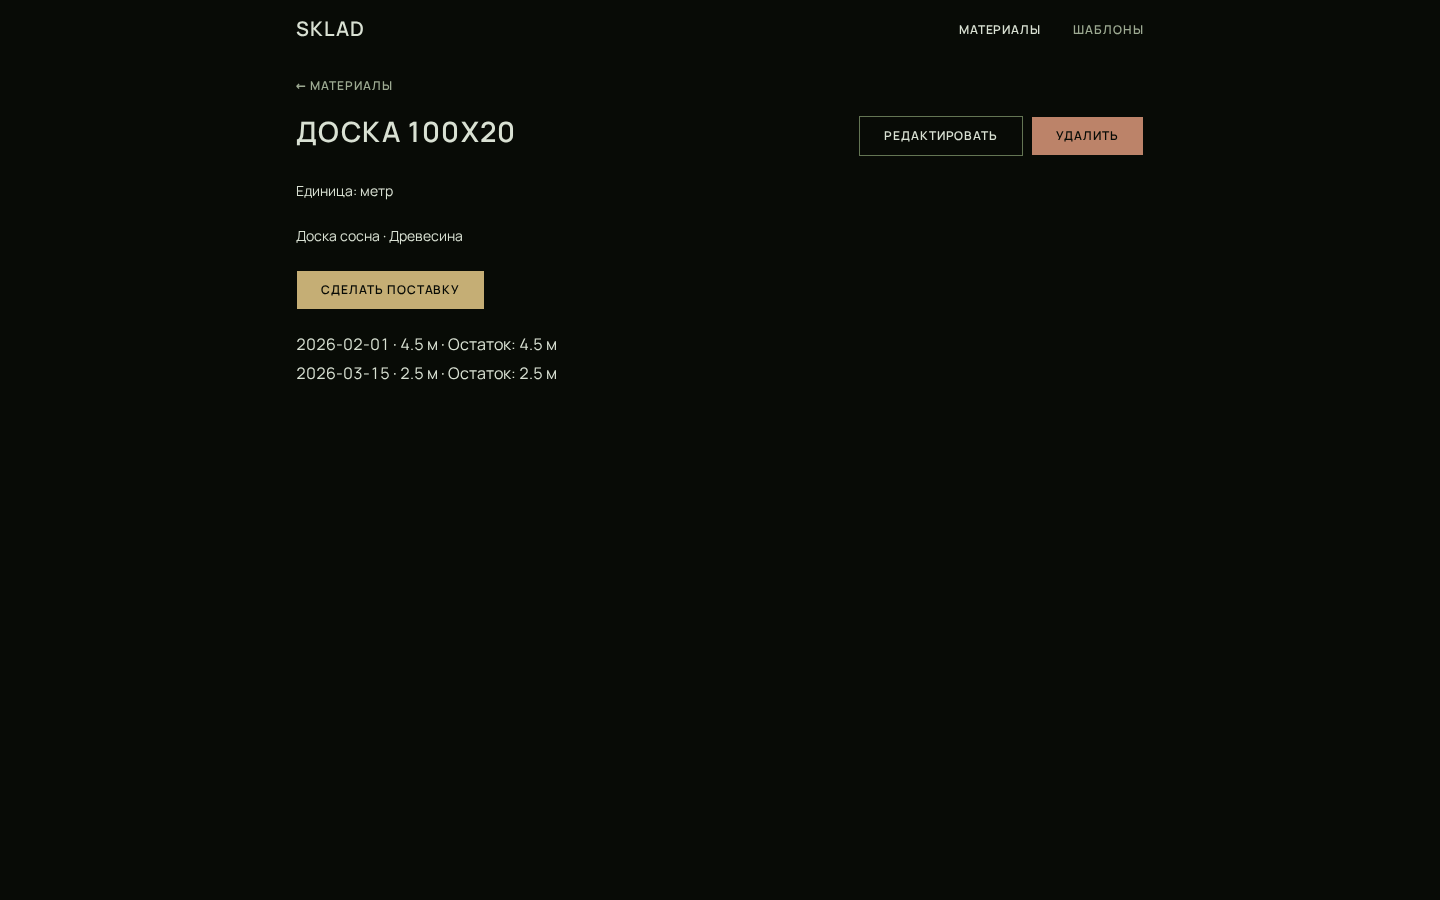 SKLAD
МАТЕРИАЛЫ ШАБЛОНЫ
← МАТЕРИАЛЫ
ДОСКА 100X20
РЕДАКТИРОВАТЬ УДАЛИТЬ
Единица: метр
Доска сосна · Древесина
СДЕЛАТЬ ПОСТАВКУ
2026-02-01 · 4.5 м · Остаток: 4.5 м
2026-03-15 · 2.5 м · Остаток: 2.5 м